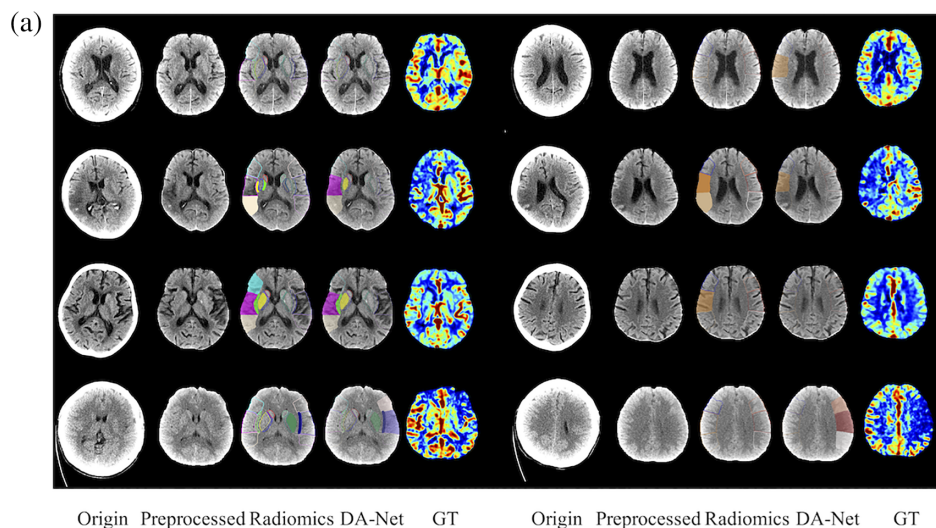 (a)
Origin Preprocessed Radiomics DA-Net GT Origin Preprocessed Radiomics DA-Net GT